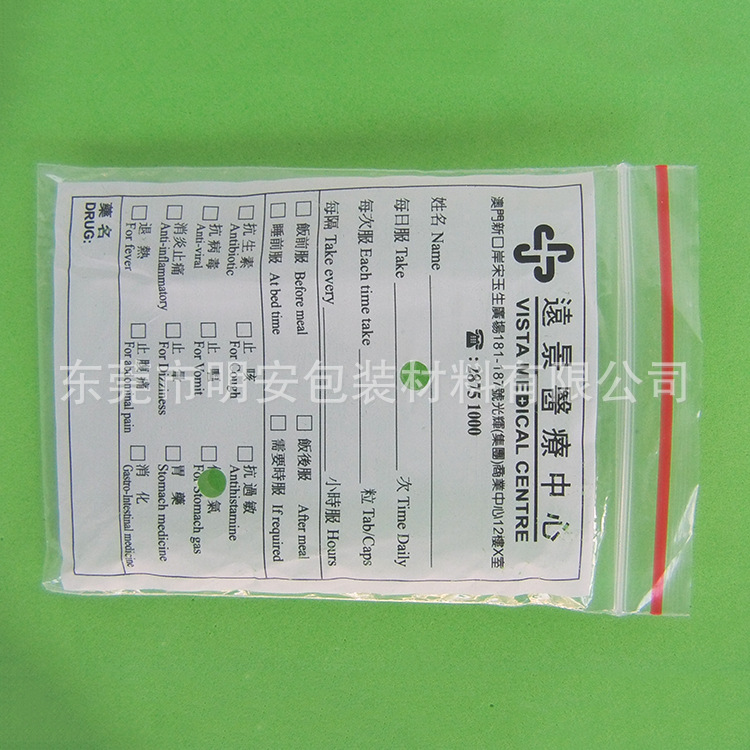 遠景醫療中心
VISTA MEDICAL CENTRE
澳門新口岸宋玉生廣場181-187號光輝(集團)商業中心12樓X室
☎:2875 1000
姓名 Name
每日服 Take 次 Time Daily
每次服 Each time take 粒 Tab/Caps
每隔 Take every 小時服 Hours
□飯前服 Before meal □飯後服 After meal
□睡前服 At bed time □需要時服 If required
□抗生素 □止咳 □抗過敏
Antibiotic For Cough Anthistamine
□抗病毒 □止嘔 氣
Anti-viral For Vomit For Stomach gas
□消炎止痛 □止暈 □胃藥
Anti-inflammatory For Dizziness Stomach medicine
□退熱 □止腸痛 □消化
For fever For abdominal pain Gastro-Intestinal medicine
藥名
DRUG:
东莞市明安包装材料有限公司